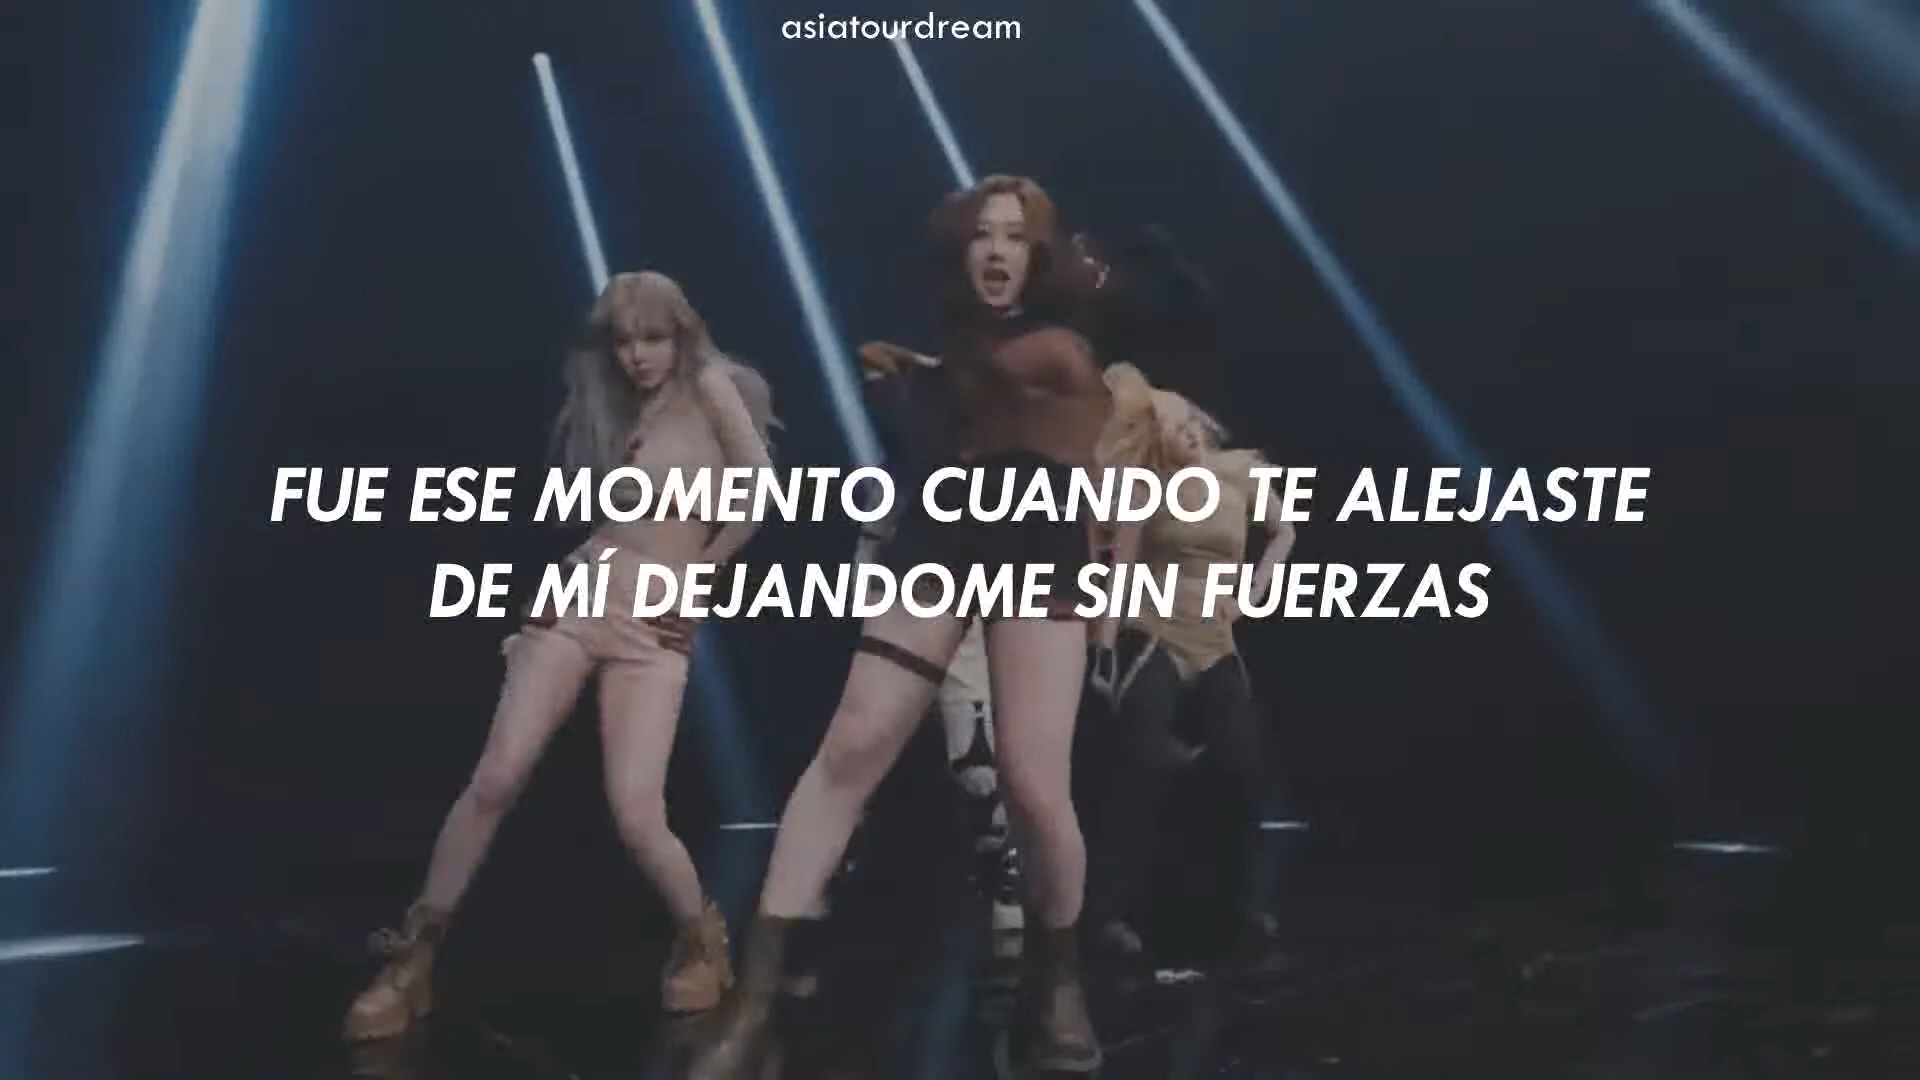 asiatourdream
FUE ESE MOMENTO CUANDO TE ALEJASTE
DE MÍ DEJANDOME SIN FUERZAS